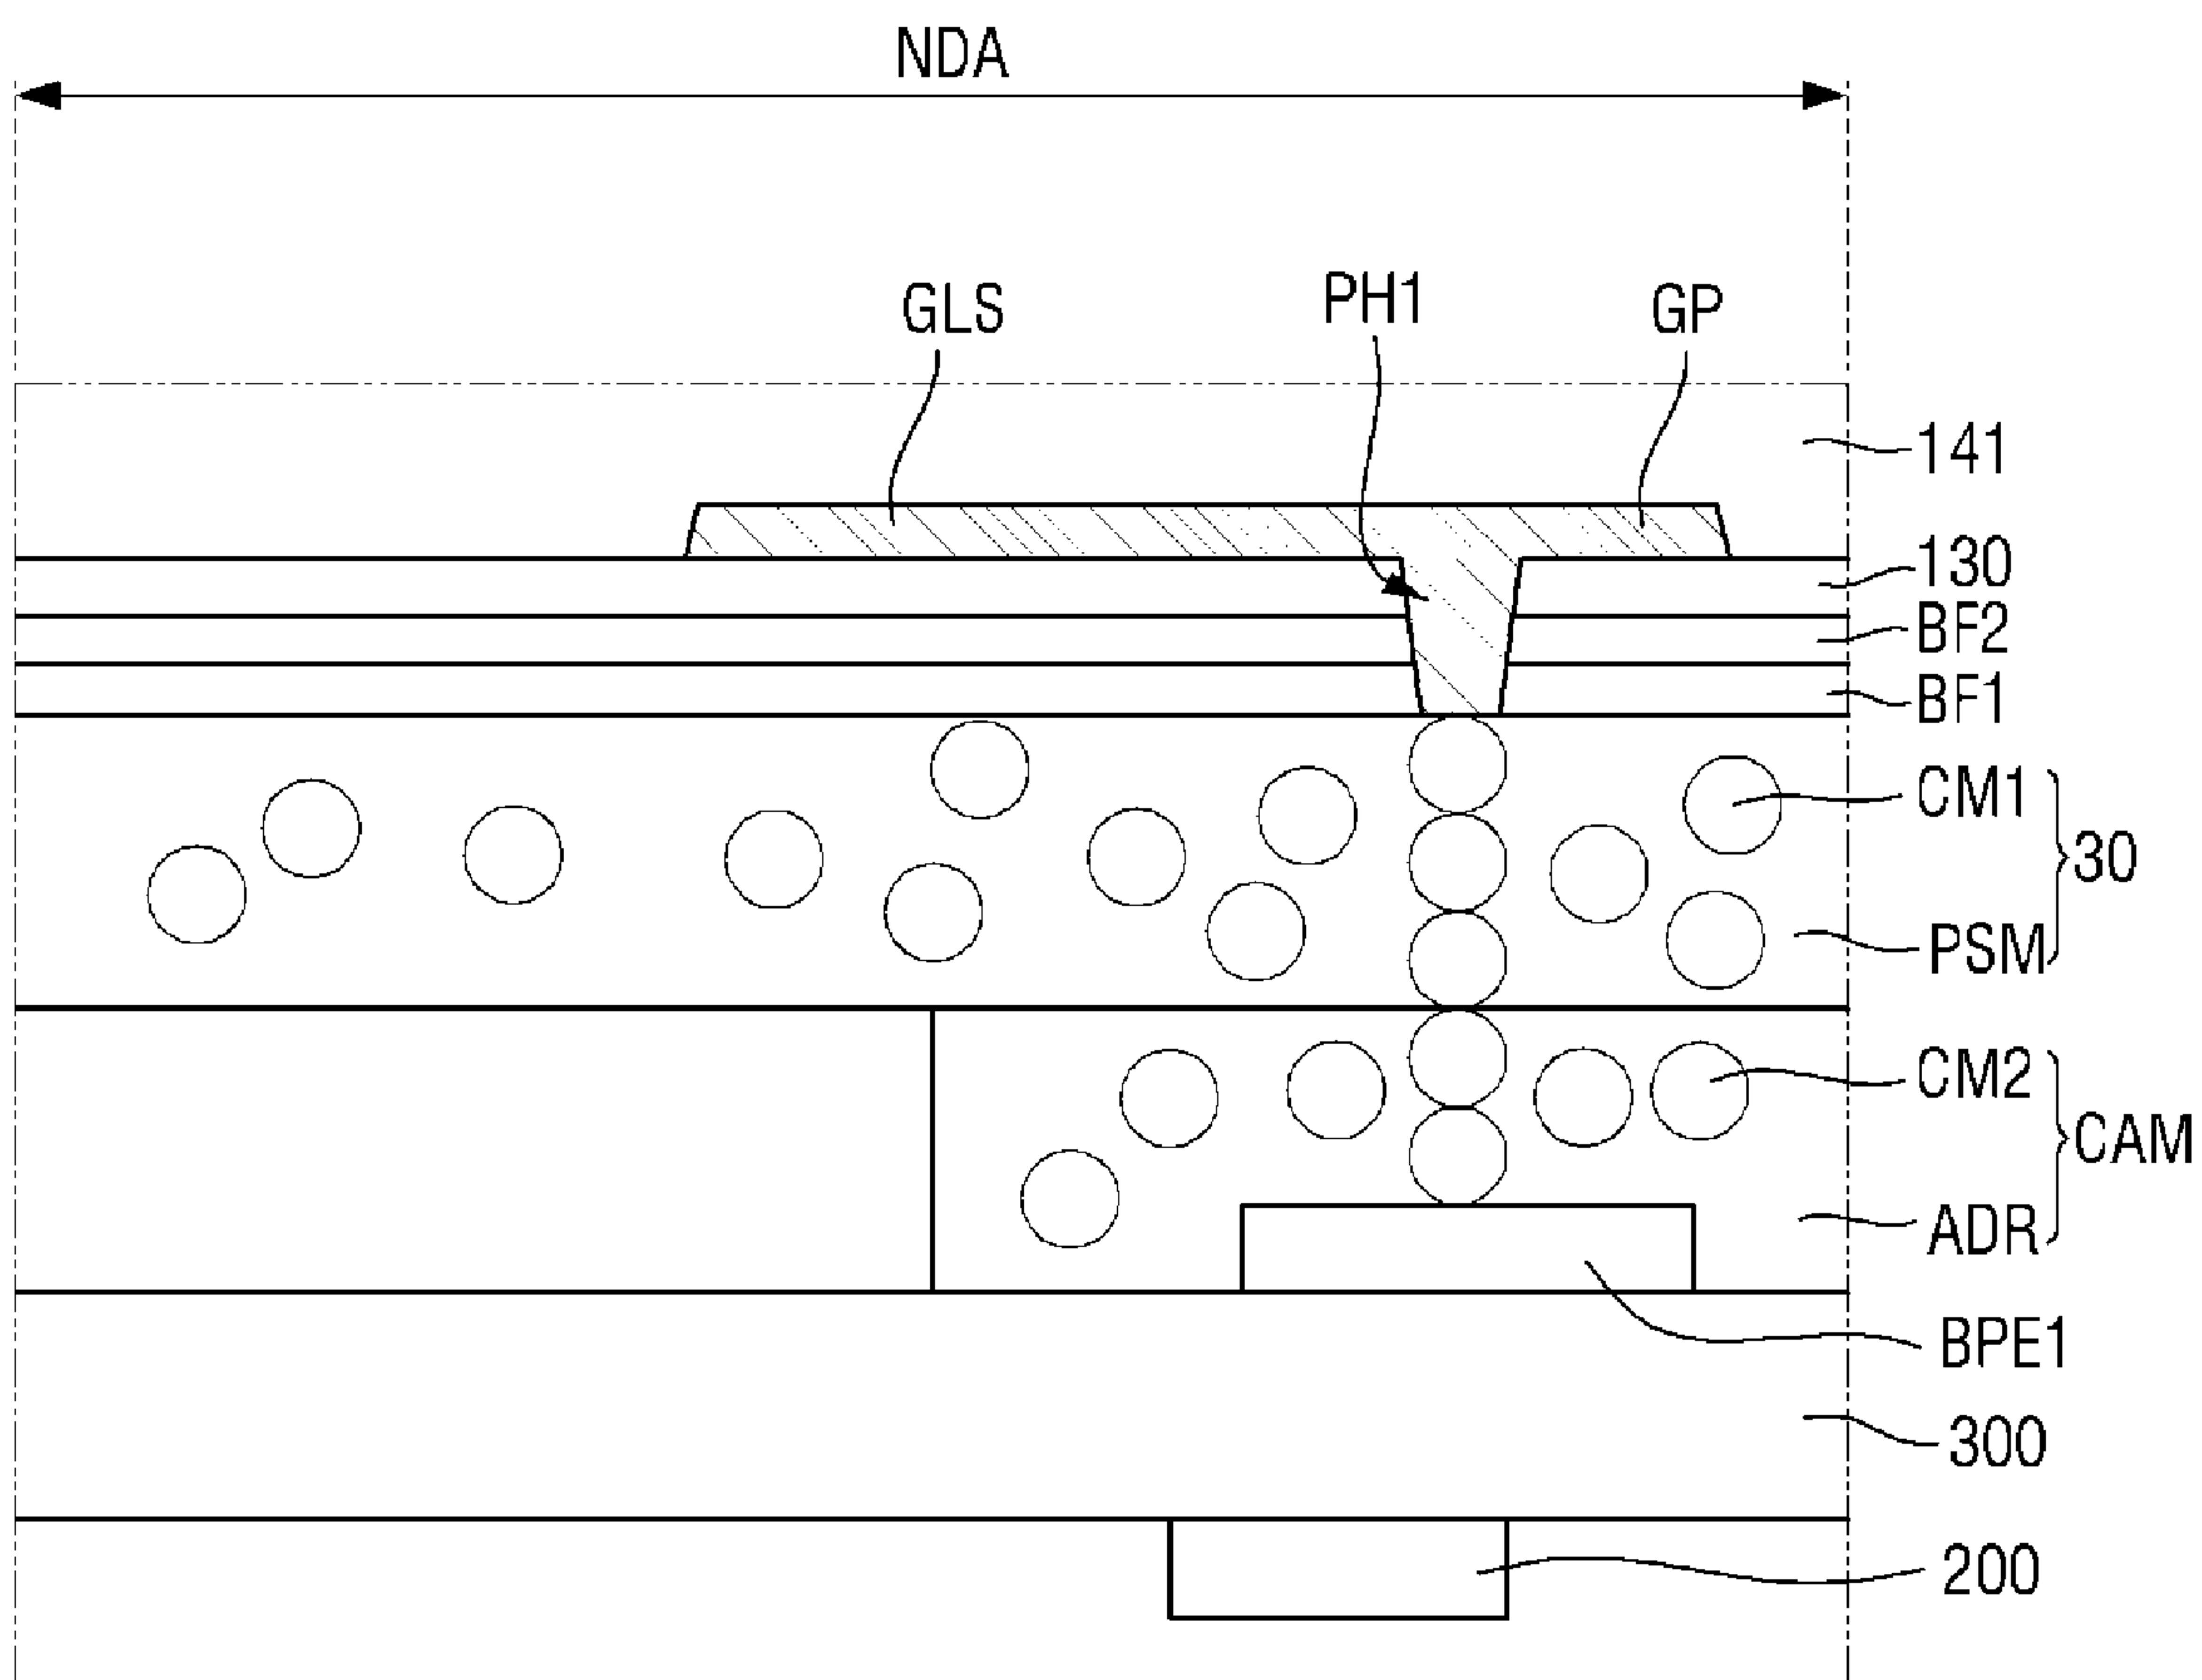 NDA
GLS
PH1
GP
141
130
BF2
BF1
CM1
30
PSM
CM2
CAM
ADR
BPE1
300
200